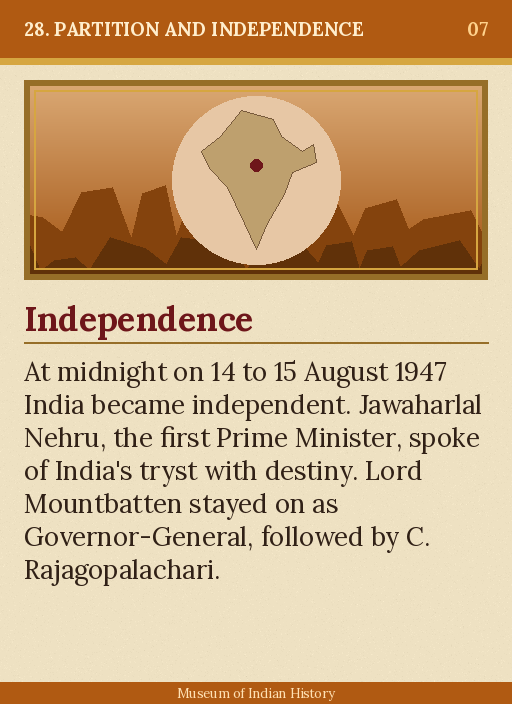 28. PARTITION AND INDEPENDENCE
07
Independence
At midnight on 14 to 15 August 1947
India became independent. Jawaharlal
Nehru, the first Prime Minister, spoke
of India's tryst with destiny. Lord
Mountbatten stayed on as
Governor-General, followed by C.
Rajagopalachari.
Museum of Indian History